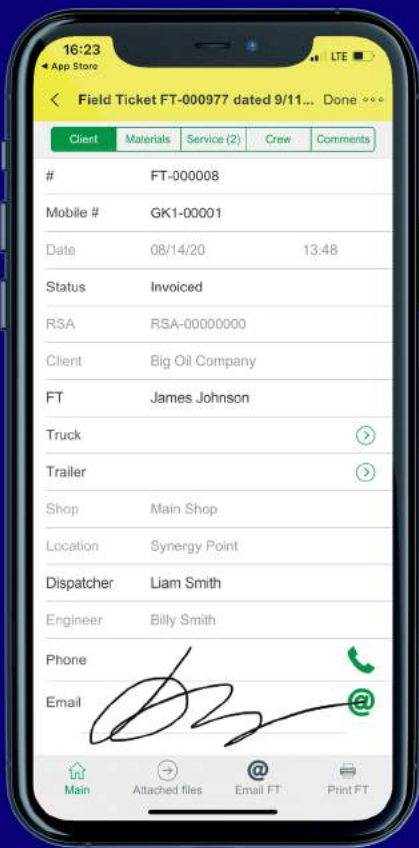 16:23
LTE
◀ App Store
< Field Ticket FT-000977 dated 9/11... Done
Client Materials Service (2) Crew Comments
# FT-000008
Mobile # GK1-00001
Date 08/14/20 13:48
Status Invoiced
RSA RSA-00000000
Client Big Oil Company
FT James Johnson
Truck
Trailer
Shop Main Shop
Location Synergy Point
Dispatcher Liam Smith
Engineer Billy Smith
Phone
Email @
@
Main Attached files Email FT Print FT